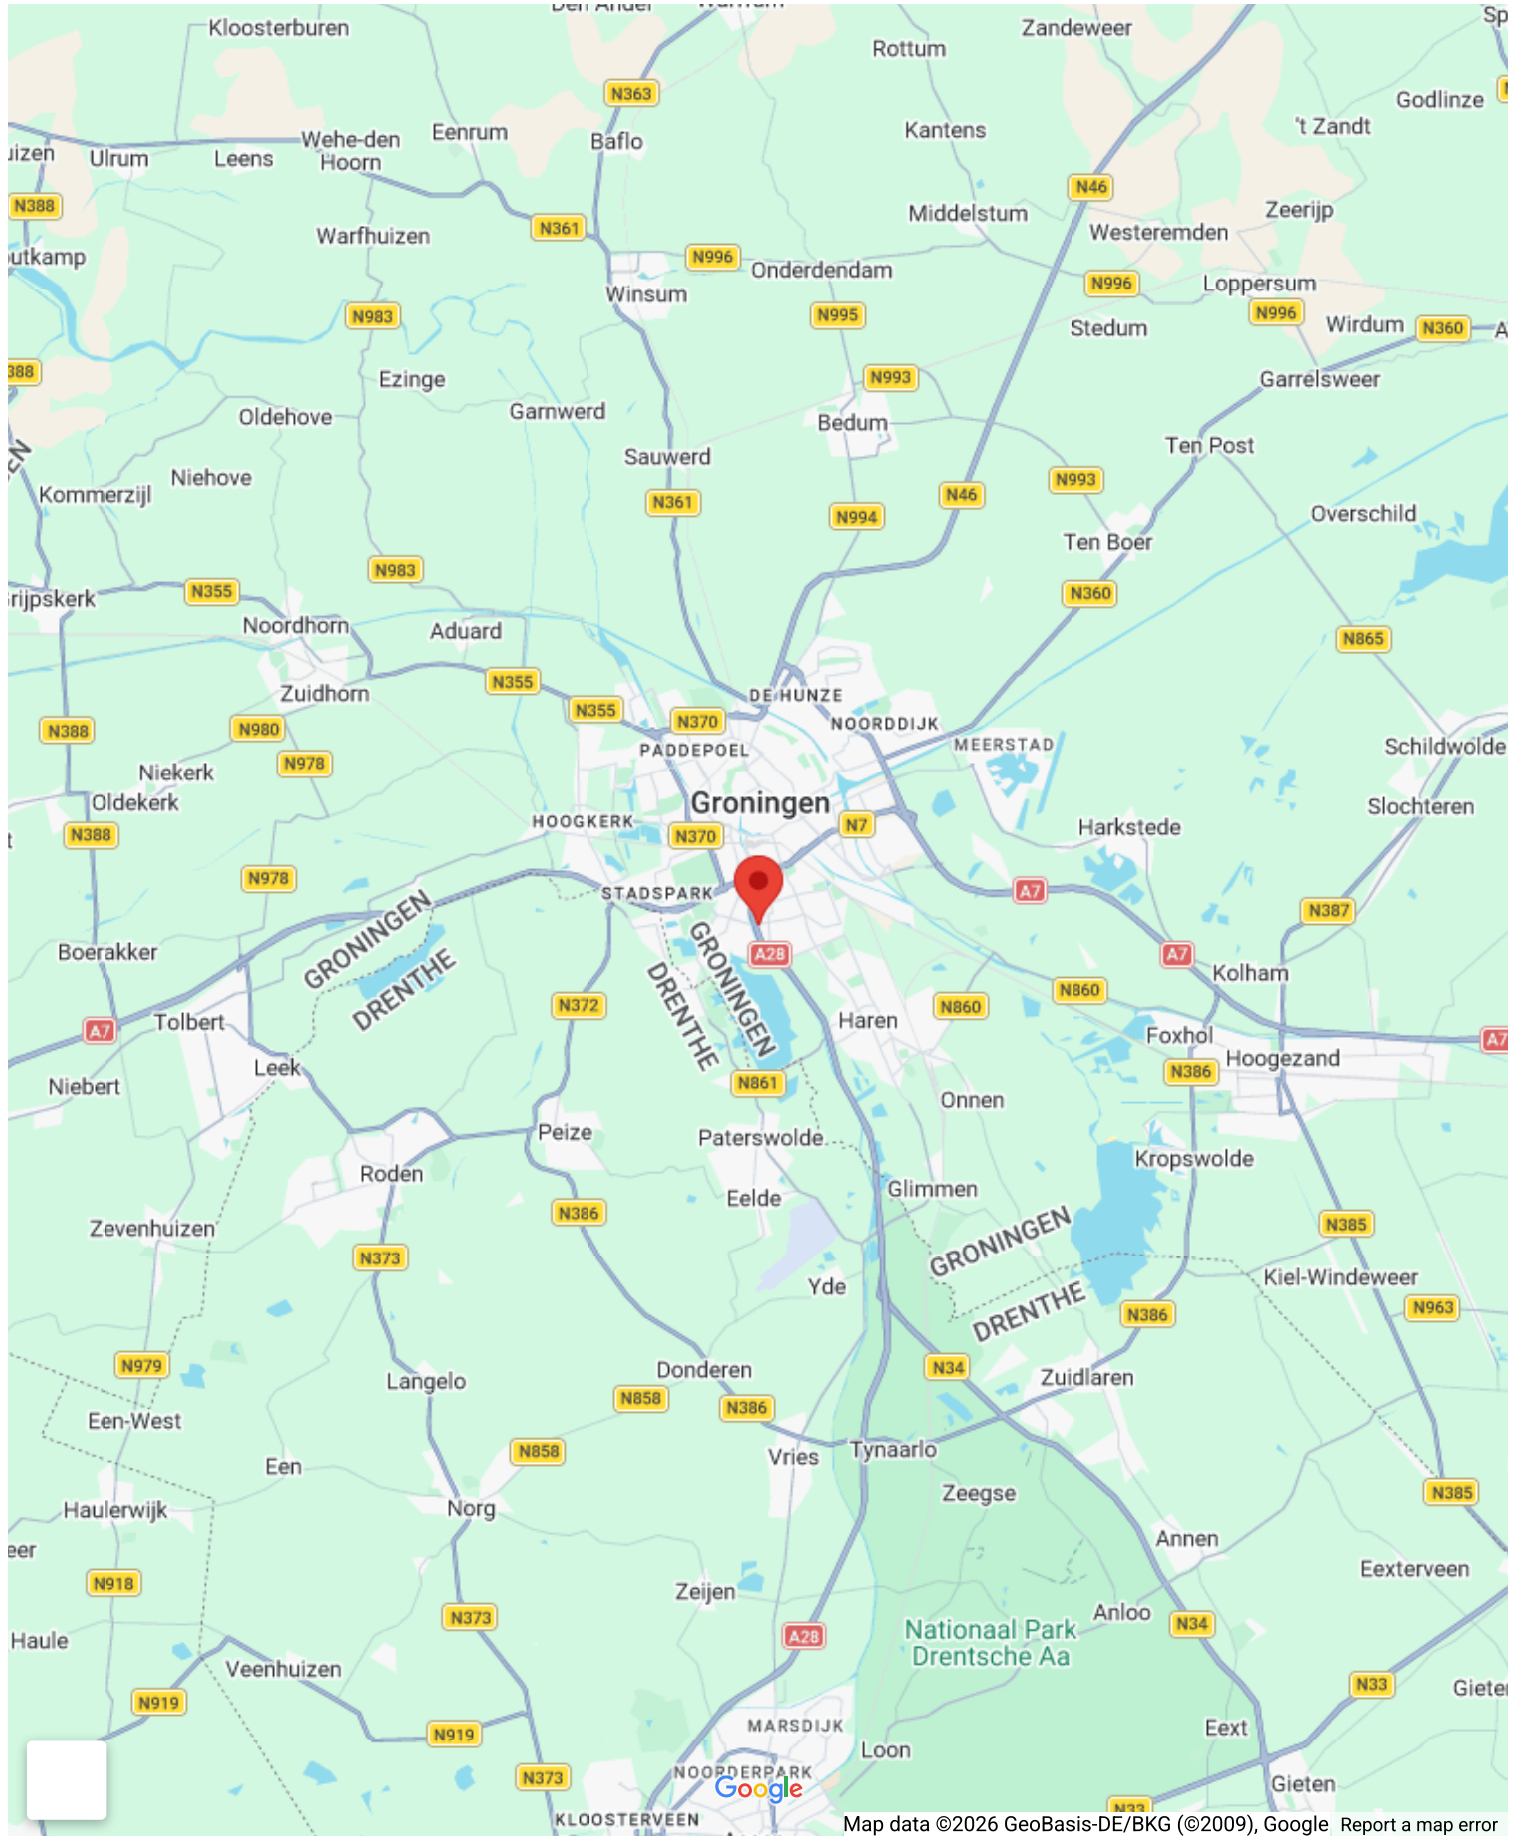 Kloosterburen
Zandeweer
Rottum
N363
Godlinze
't Zandt
Kantens
Eenrum
Baflo
Wehe-den
Hoorn
Ulrum
Leens
N46
N388
Middelstum
Zeerijp
N361
Westeremden
Warfhuizen
N996
Onderdendam
N996
Loppersum
Winsum
N983
N995
N996
Wirdum
N360
Stedum
N993
Ezinge
Garrelsweer
Oldehove
Garnwerd
Bedum
Ten Post
Sauwerd
Niehove
N993
Kommerzijl
N361
N46
N994
Overschild
Ten Boer
N983
N355
N360
Noordhorn
Aduard
N865
N355
Zuidhorn
DE HUNZE
N355
N370
NOORDDIJK
N388
N980
PADDEPOEL
MEERSTAD
Schildwolde
N978
Niekerk
Oldekerk
Groningen
Slochteren
HOOGKERK
N7
Harkstede
N388
N370
N978
STADSPARK
A7
N387
GRONINGEN
DRENTHE
Boerakker
GRONINGEN
DRENTHE
A28
A7
Kolham
N372
N860
N860
Tolbert
Haren
A7
Foxhol
A7
Leek
Hoogezand
N386
Niebert
N861
Onnen
Peize
Paterswolde
Kropswolde
Roden
Glimmen
Eelde
N386
Zevenhuizen
GRONINGEN
DRENTHE
N385
N373
Yde
Kiel-Windeweer
N963
N386
N979
Donderen
N34
Zuidlaren
Langelo
N858
N386
Een-West
N858
Vries
Tynaarlo
Een
Zeegse
N385
Haulerwijk
Norg
Annen
Eexterveen
N918
Zeijen
Anloo
N373
N34
Nationaal Park
Drentsche Aa
A28
Haule
Veenhuizen
N33
N919
MARSDIJK
Eext
N919
Loon
NOORDERPARK
N373
Google
Gieten
KLOOSTERVEEN
Map data ©2026 GeoBasis-DE/BKG (©2009), Google
Report a map error